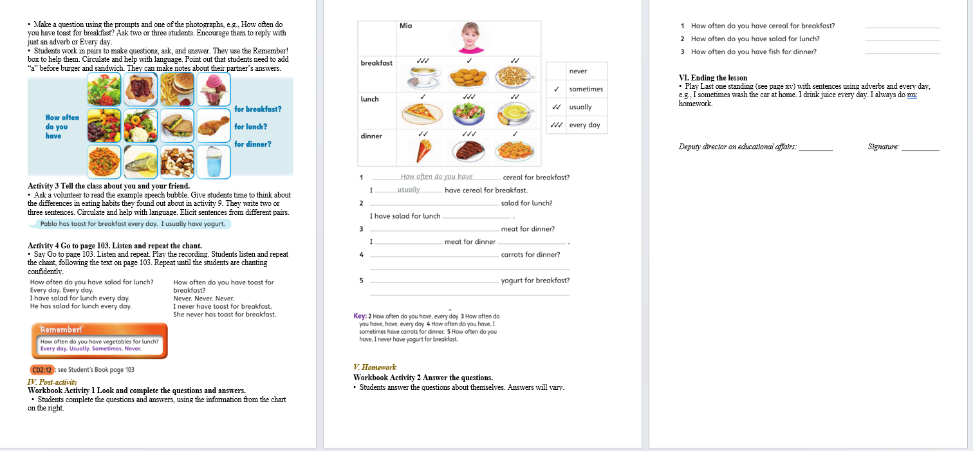 • Make a question using the prompts and one of the photographs, e.g., How often do
you have toast for breakfast? Ask two or three students. Encourage them to reply with
just an adverb or Every day.
• Students work in pairs to make questions, ask, and answer. They use the Remember!
box to help. Circulate and help with language. Point out that students need to add
"a" before burger and sandwich. They can make notes about their partner's answers.
How often
do you
have
for breakfast?
for lunch?
for dinner?
Activity 3 Tell the class about you and your friend.
• Ask a volunteer to read the example speech bubble. Give students time to think about
the differences in eating habits they found out about in activity 9. They write two or
three sentences. Circulate and help with language. Elicit sentences from different pairs.
Pablo has toast for breakfast every day. I usually have yogurt.
Activity 4 Go to page 103. Listen and repeat the chant.
• Say Go to page 103. Listen and repeat. Play the recording. Students listen and repeat
the chant, following the text on page 103. Repeat until the students are chanting
confidently.
How often do you have salad for lunch?
Every day. Every day.
I have salad for lunch every day.
He has salad for lunch every day.
How often do you have toast for
breakfast?
Never. Never. Never.
I never have toast for breakfast.
She never has toast for breakfast.
Remember!
How often do you have vegetables for lunch?
Every day. Usually. Sometimes. Never.
CD2:12: see Student's Book page 103
IV. Post-activity
Workbook Activity 1 Look and complete the questions and answers.
• Students complete the questions and answers, using the information from the chart
on the right.
Mia
breakfast
✓✓✓
✓
✓✓
lunch
✓
✓✓✓
✓✓
dinner
✓✓
✓✓✓
✓
never
✓ sometimes
✓✓ usually
✓✓✓ every day
1 How often do you have cereal for breakfast?
I usually have cereal for breakfast.
2 ____ salad for lunch?
I have salad for lunch ____ .
3 ____ meat for dinner?
I ____ meat for dinner ____ .
4 ____ carrots for dinner?
5 ____ yogurt for breakfast?
Key: 2 How often do you have, every day 3 How often do
you have, have, every day 4 How often do you have, I
sometimes have carrots for dinner. 5 How often do you
have, I never have yogurt for breakfast.
V. Homework
Workbook Activity 2 Answer the questions.
• Students answer the questions about themselves. Answers will vary.
1 How often do you have cereal for breakfast?
2 How often do you have salad for lunch?
3 How often do you have fish for dinner?
VI. Ending the lesson
• Play Last one standing (see page xv) with sentences using adverbs and every day,
e.g., I sometimes wash the car at home. I drink juice every day. I always do my
homework.
Deputy director on educational affairs: ________ Signature: ________